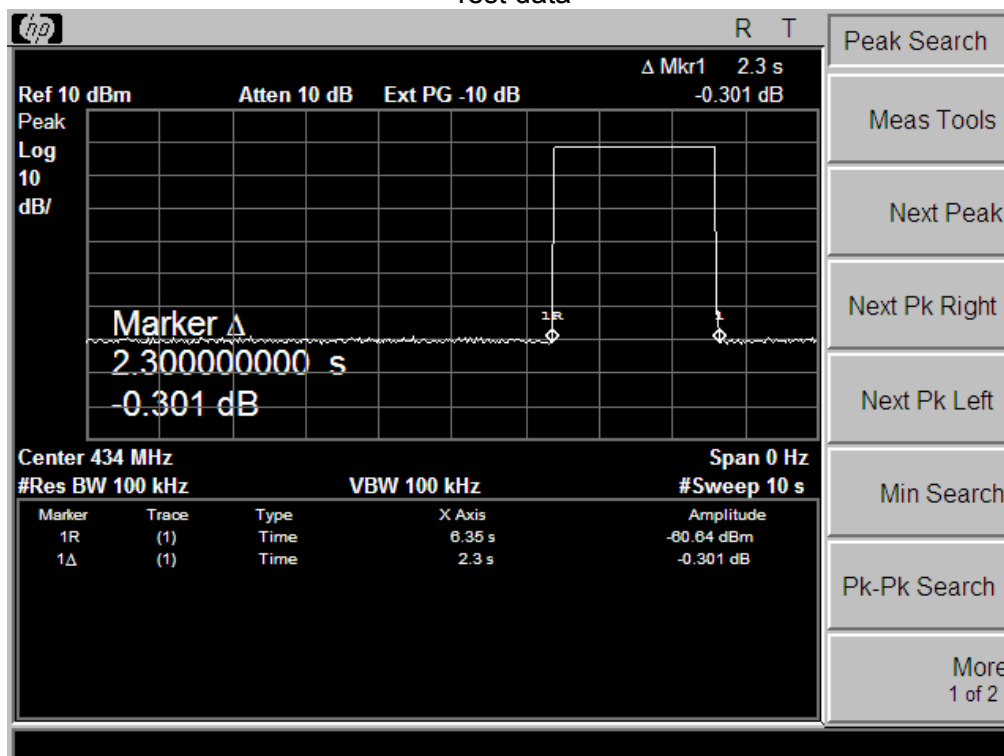 hp
R T
Peak Search
Δ Mkr1 2.3 s
Ref 10 dBm Atten 10 dB Ext PG -10 dB -0.301 dB
Peak
Log
10
dB/
Meas Tools
Next Peak
Next Pk Right
1R 1
Marker Δ
2.300000000 s
-0.301 dB
Next Pk Left
Center 434 MHz Span 0 Hz
#Res BW 100 kHz VBW 100 kHz #Sweep 10 s
Min Search
Marker Trace Type X Axis Amplitude
1R (1) Time 6.35 s -60.64 dBm
1Δ (1) Time 2.3 s -0.301 dB
Pk-Pk Search
More
1 of 2